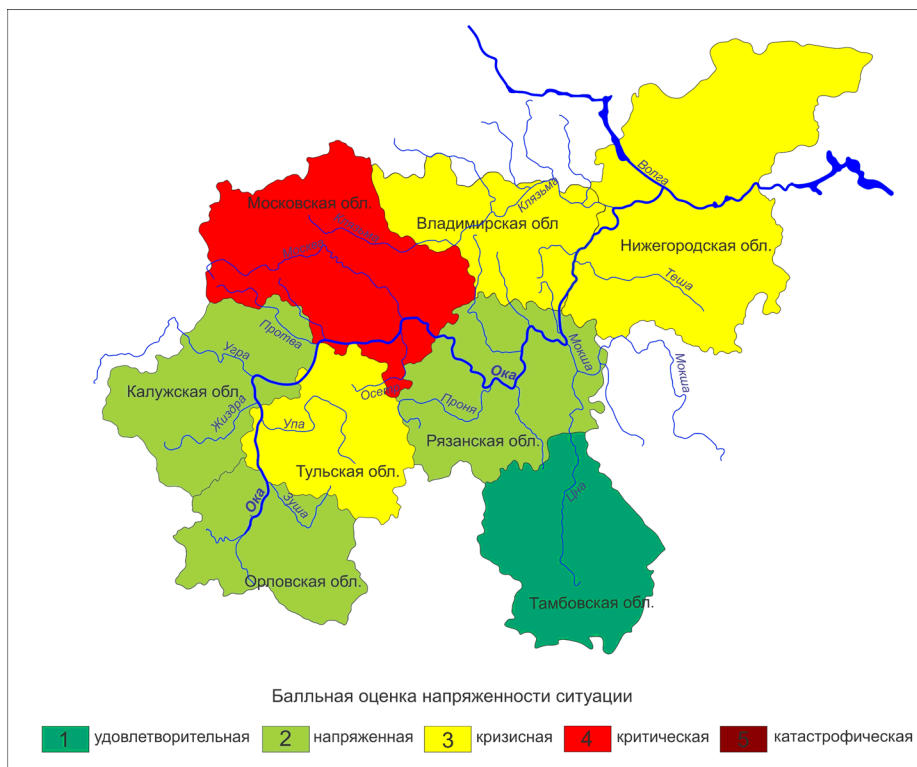 Волга
Московская обл.
Клязьма
Владимирская обл
Клязьма
Нижегородская обл.
Москва
Теша
Протва
Угра
Мокша
Мокша
Ока
Калужская обл.
Жиздра
Осетр
Проня
Упа
Рязанская обл.
Тульская обл.
Ока
Зуша
Цна
Орловская обл.
Тамбовская обл.
Балльная оценка напряженности ситуации
1 удовлетворительная 2 напряженная 3 кризисная 4 критическая 5 катастрофическая